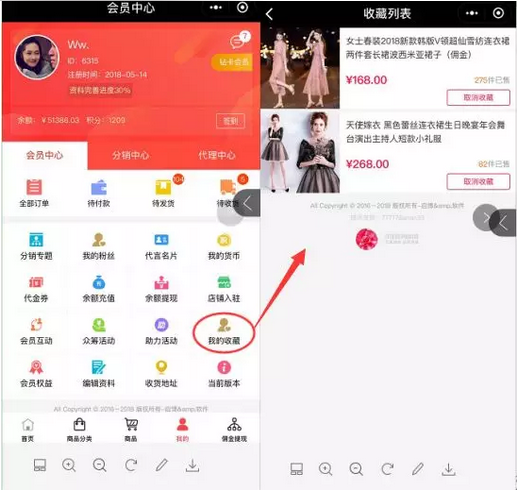 会员中心
Ww.
ID: 6315
注册时间: 2018-05-14
资料完善进度30%
7
钻卡会员
余额: ¥51386.03 积分: 1209
签到
会员中心
分销中心
代理中心
全部订单
待付款
104
待发货
6
待收货
分销专题
我的粉丝
代言名片
我的货币
代金券
余额充值
余额提现
店铺入驻
会员互动
众筹活动
助力活动
我的收藏
会员权益
编辑资料
收货地址
当前版本
All Copyright © 2016-2018 版权所有-启博&amp;软件
首页
商品分类
商品
我的
佣金提现
收藏列表
女士春装2018新款韩版V领超仙雪纺连衣裙
两件套长裙波西米亚裙子（佣金）
¥168.00
275件已售
取消收藏
天使嫁衣 黑色蕾丝连衣裙生日晚宴年会舞
台演出主持人短款小礼服
¥268.00
82件已售
取消收藏
All Copyright © 2016-2018 版权所有-启博&amp;软件